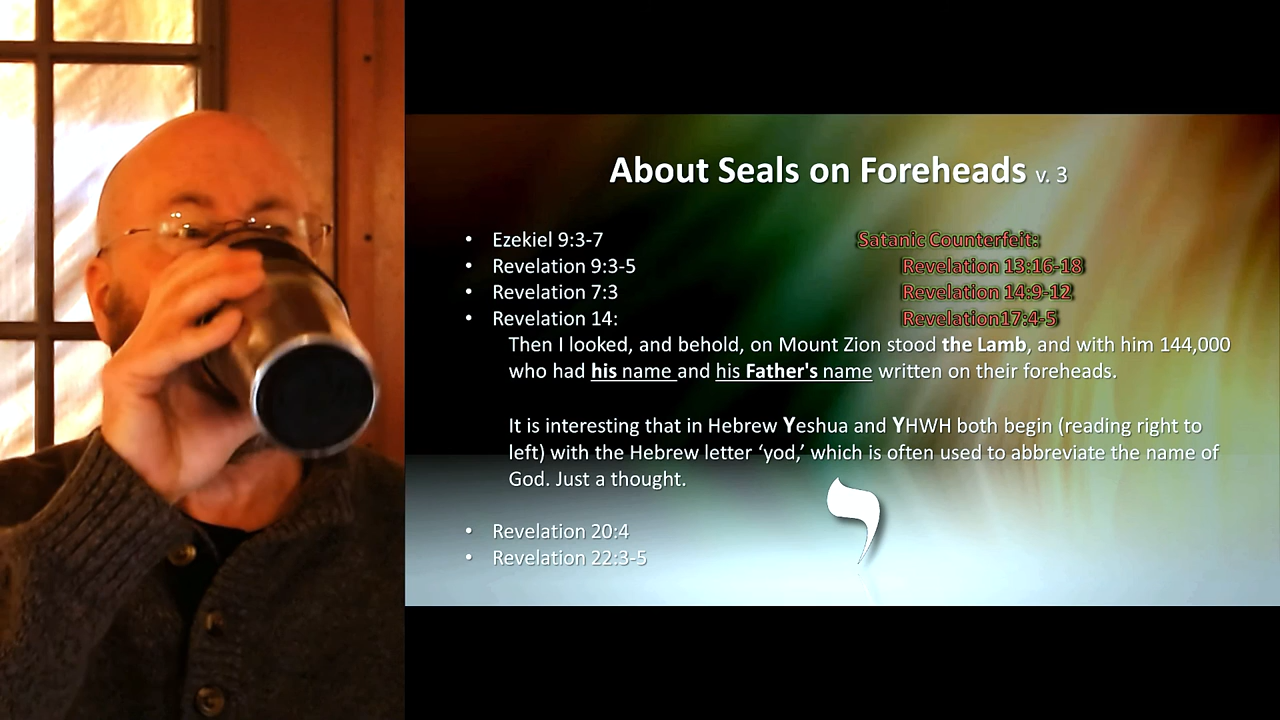 About Seals on Foreheads v. 3
• Ezekiel 9:3-7
• Revelation 9:3-5
• Revelation 7:3
• Revelation 14:
Satanic Counterfeit:
Revelation 13:16-18
Revelation 14:9-12
Revelation17:4-5
Then I looked, and behold, on Mount Zion stood the Lamb, and with him 144,000
who had his name and his Father's name written on their foreheads.
It is interesting that in Hebrew Yeshua and YHWH both begin (reading right to
left) with the Hebrew letter ‘yod,’ which is often used to abbreviate the name of
God. Just a thought.
י
• Revelation 20:4
• Revelation 22:3-5